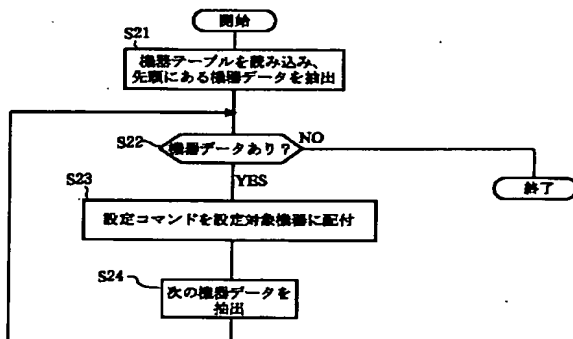 開始
S21
機器テーブルを読み込み、
先頭にある機器データを抽出
S22
機器データあり？
NO
YES
終了
S23
設定コマンドを設定対象機器に配付
S24
次の機器データを
抽出